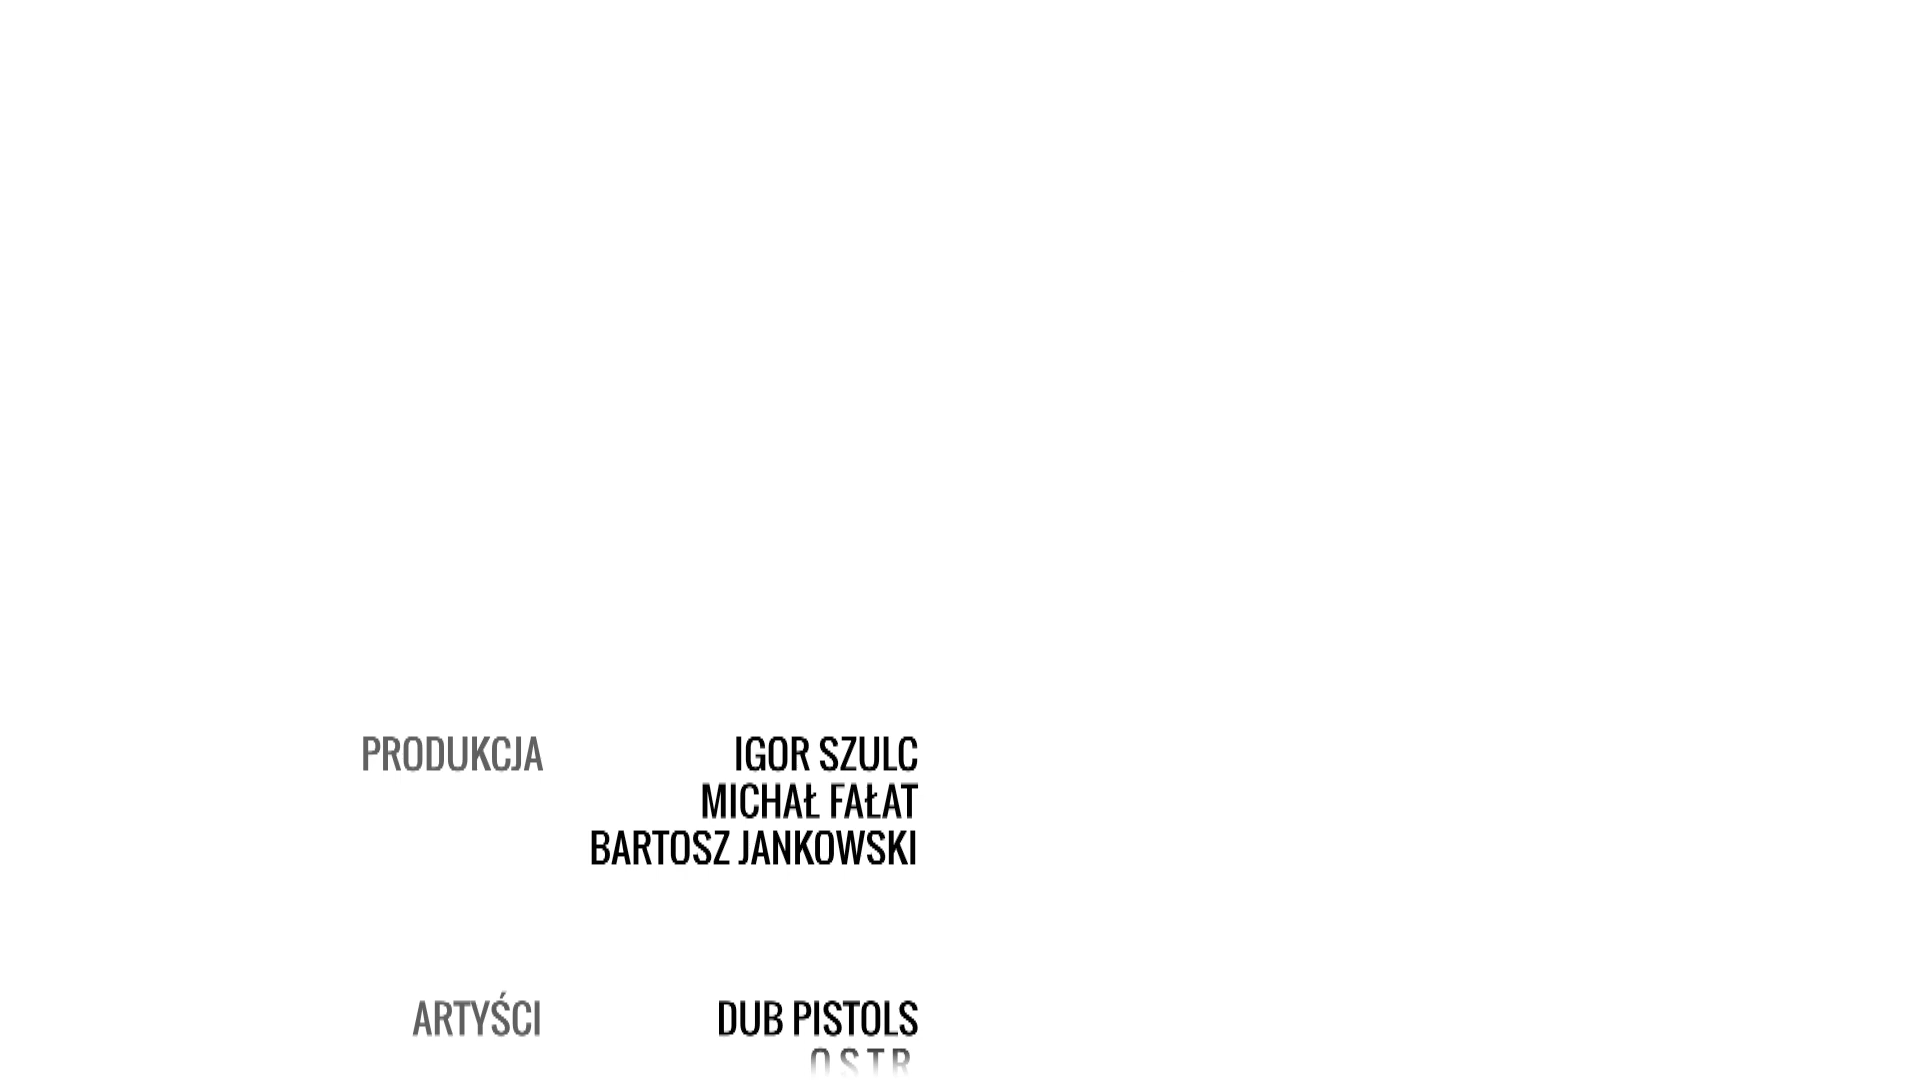 PRODUKCJA IGOR SZULC
MICHAŁ FAŁAT
BARTOSZ JANKOWSKI
ARTYŚCI DUB PISTOLS
O.S.T.R.